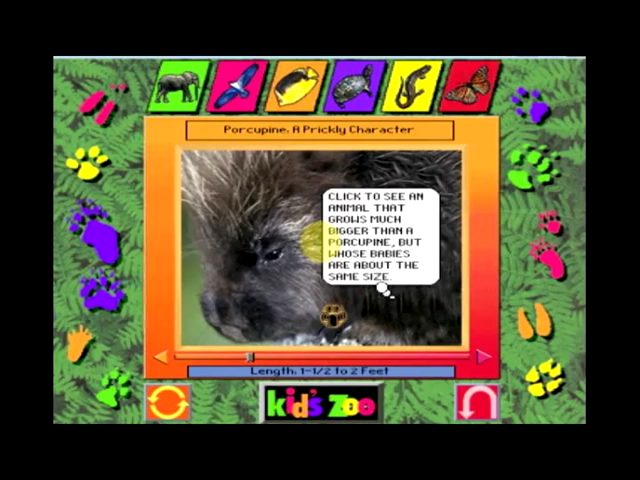 Porcupine: A Prickly Character
CLICK TO SEE AN
ANIMAL THAT
GROWS MUCH
BIGGER THAN A
PORCUPINE, BUT
WHOSE BABIES
ARE ABOUT THE
SAME SIZE.
Length: 1-1/2 to 2 Feet
kid's Zoo